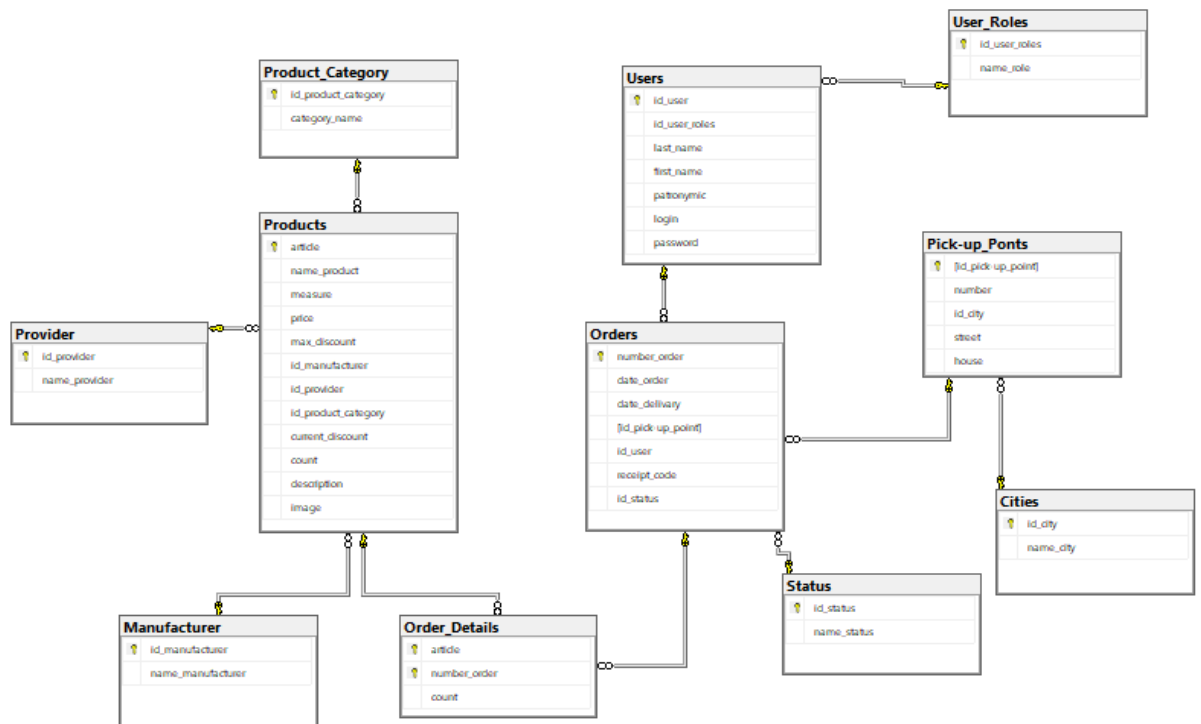 User_Roles
id_user_roles
name_role
Product_Category
id_product_category
category_name
Users
id_user
id_user_roles
last_name
first_name
patronymic
login
password
Products
article
name_product
measure
price
max_discount
id_manufacturer
id_provider
id_product_category
current_discount
count
description
image
Pick-up_Ponts
[id_pick-up_point]
number
id_city
street
house
Provider
id_provider
name_provider
Orders
number_order
date_order
date_delivary
[id_pick-up_point]
id_user
receipt_code
id_status
Cities
id_city
name_city
Status
id_status
name_status
Manufacturer
id_manufacturer
name_manufacturer
Order_Details
article
number_order
count